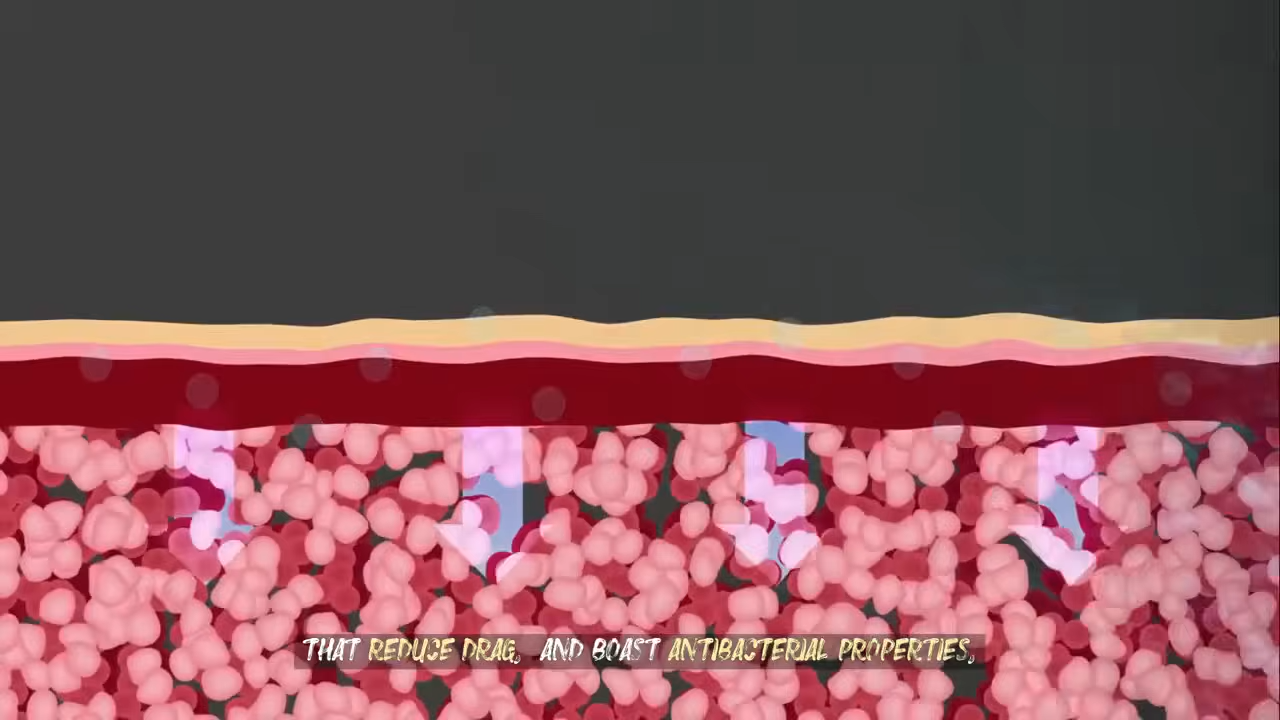 THAT REDUCE DRAG, AND BOAST ANTIBACTERIAL PROPERTIES,